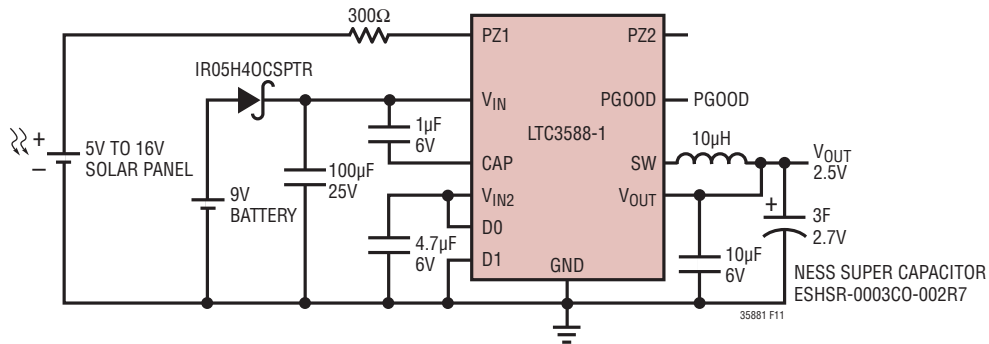 300Ω
PZ1
PZ2
IR05H4OCSPTR
VIN
PGOOD
PGOOD
LTC3588-1
1µF
6V
10µH
CAP
SW
VOUT
2.5V
+
–
5V TO 16V
SOLAR PANEL
100µF
25V
VIN2
VOUT
9V
BATTERY
D0
+
3F
2.7V
4.7µF
6V
D1
GND
10µF
6V
NESS SUPER CAPACITOR
ESHSR-0003CO-002R7
35881 F11